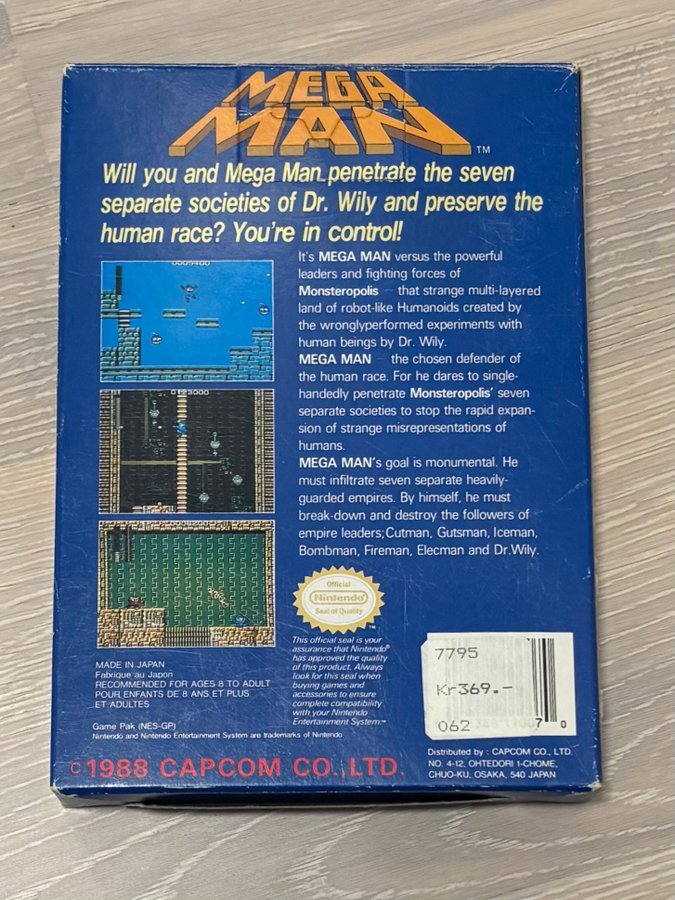 MEGA
MAN
TM
Will you and Mega Man penetrate the seven
separate societies of Dr. Wily and preserve the
human race? You're in control!
It's MEGA MAN versus the powerful
leaders and fighting forces of
Monsteropolis — that strange multi-layered
land of robot-like Humanoids created by
the wronglyperformed experiments with
human beings by Dr. Wily.
MEGA MAN — the chosen defender of
the human race. For he dares to single-
handedly penetrate Monsteropolis' seven
separate societies to stop the rapid expan-
sion of strange misrepresentations of
humans.
MEGA MAN's goal is monumental. He
must infiltrate seven separate heavily-
guarded empires. By himself, he must
break-down and destroy the followers of
empire leaders;Cutman, Gutsman, Iceman,
Bombman, Fireman, Elecman and Dr.Wily.
Official
Nintendo
Seal of Quality
TM
This official seal is your
assurance that Nintendo®
has approved the quality
of this product. Always
look for this seal when
buying games and
accessories to ensure
complete compatibility
with your Nintendo
Entertainment System.™
MADE IN JAPAN
Fabrique au Japon
RECOMMENDED FOR AGES 8 TO ADULT
POUR ENFANTS DE 8 ANS ET PLUS
ET ADULTES
Game Pak (NES-GP)
Nintendo and Nintendo Entertainment System are trademarks of Nintendo
7795
Kr369.-
062
7 0
© 1988 CAPCOM CO.,LTD.
Distributed by : CAPCOM CO., LTD.
NO. 4-12, OHTEDORI 1-CHOME,
CHUO-KU, OSAKA, 540 JAPAN